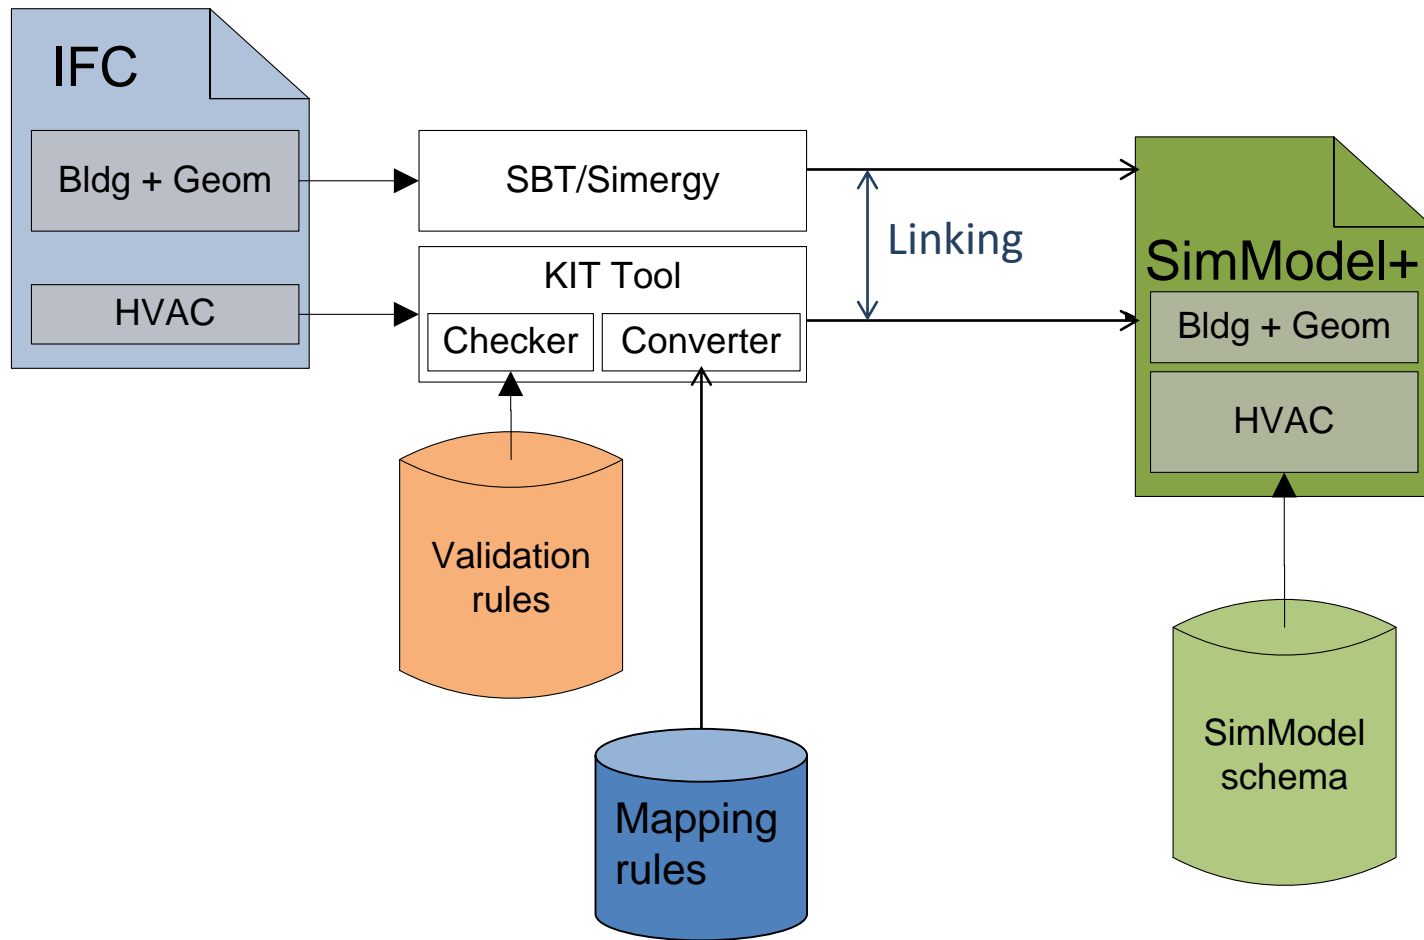 IFC
Bldg + Geom
HVAC
SBT/Simergy
KIT Tool
Checker
Converter
Linking
SimModel+
Bldg + Geom
HVAC
Validation
rules
Mapping
rules
SimModel
schema